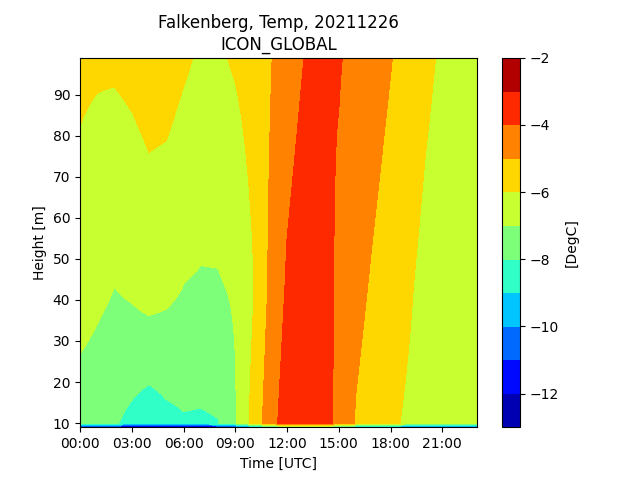 Falkenberg, Temp, 20211226
ICON_GLOBAL
90
80
70
60
50
40
30
20
10
Height [m]
00:00 03:00 06:00 09:00 12:00 15:00 18:00 21:00
Time [UTC]
−2
−4
−6
−8
−10
−12
[DegC]